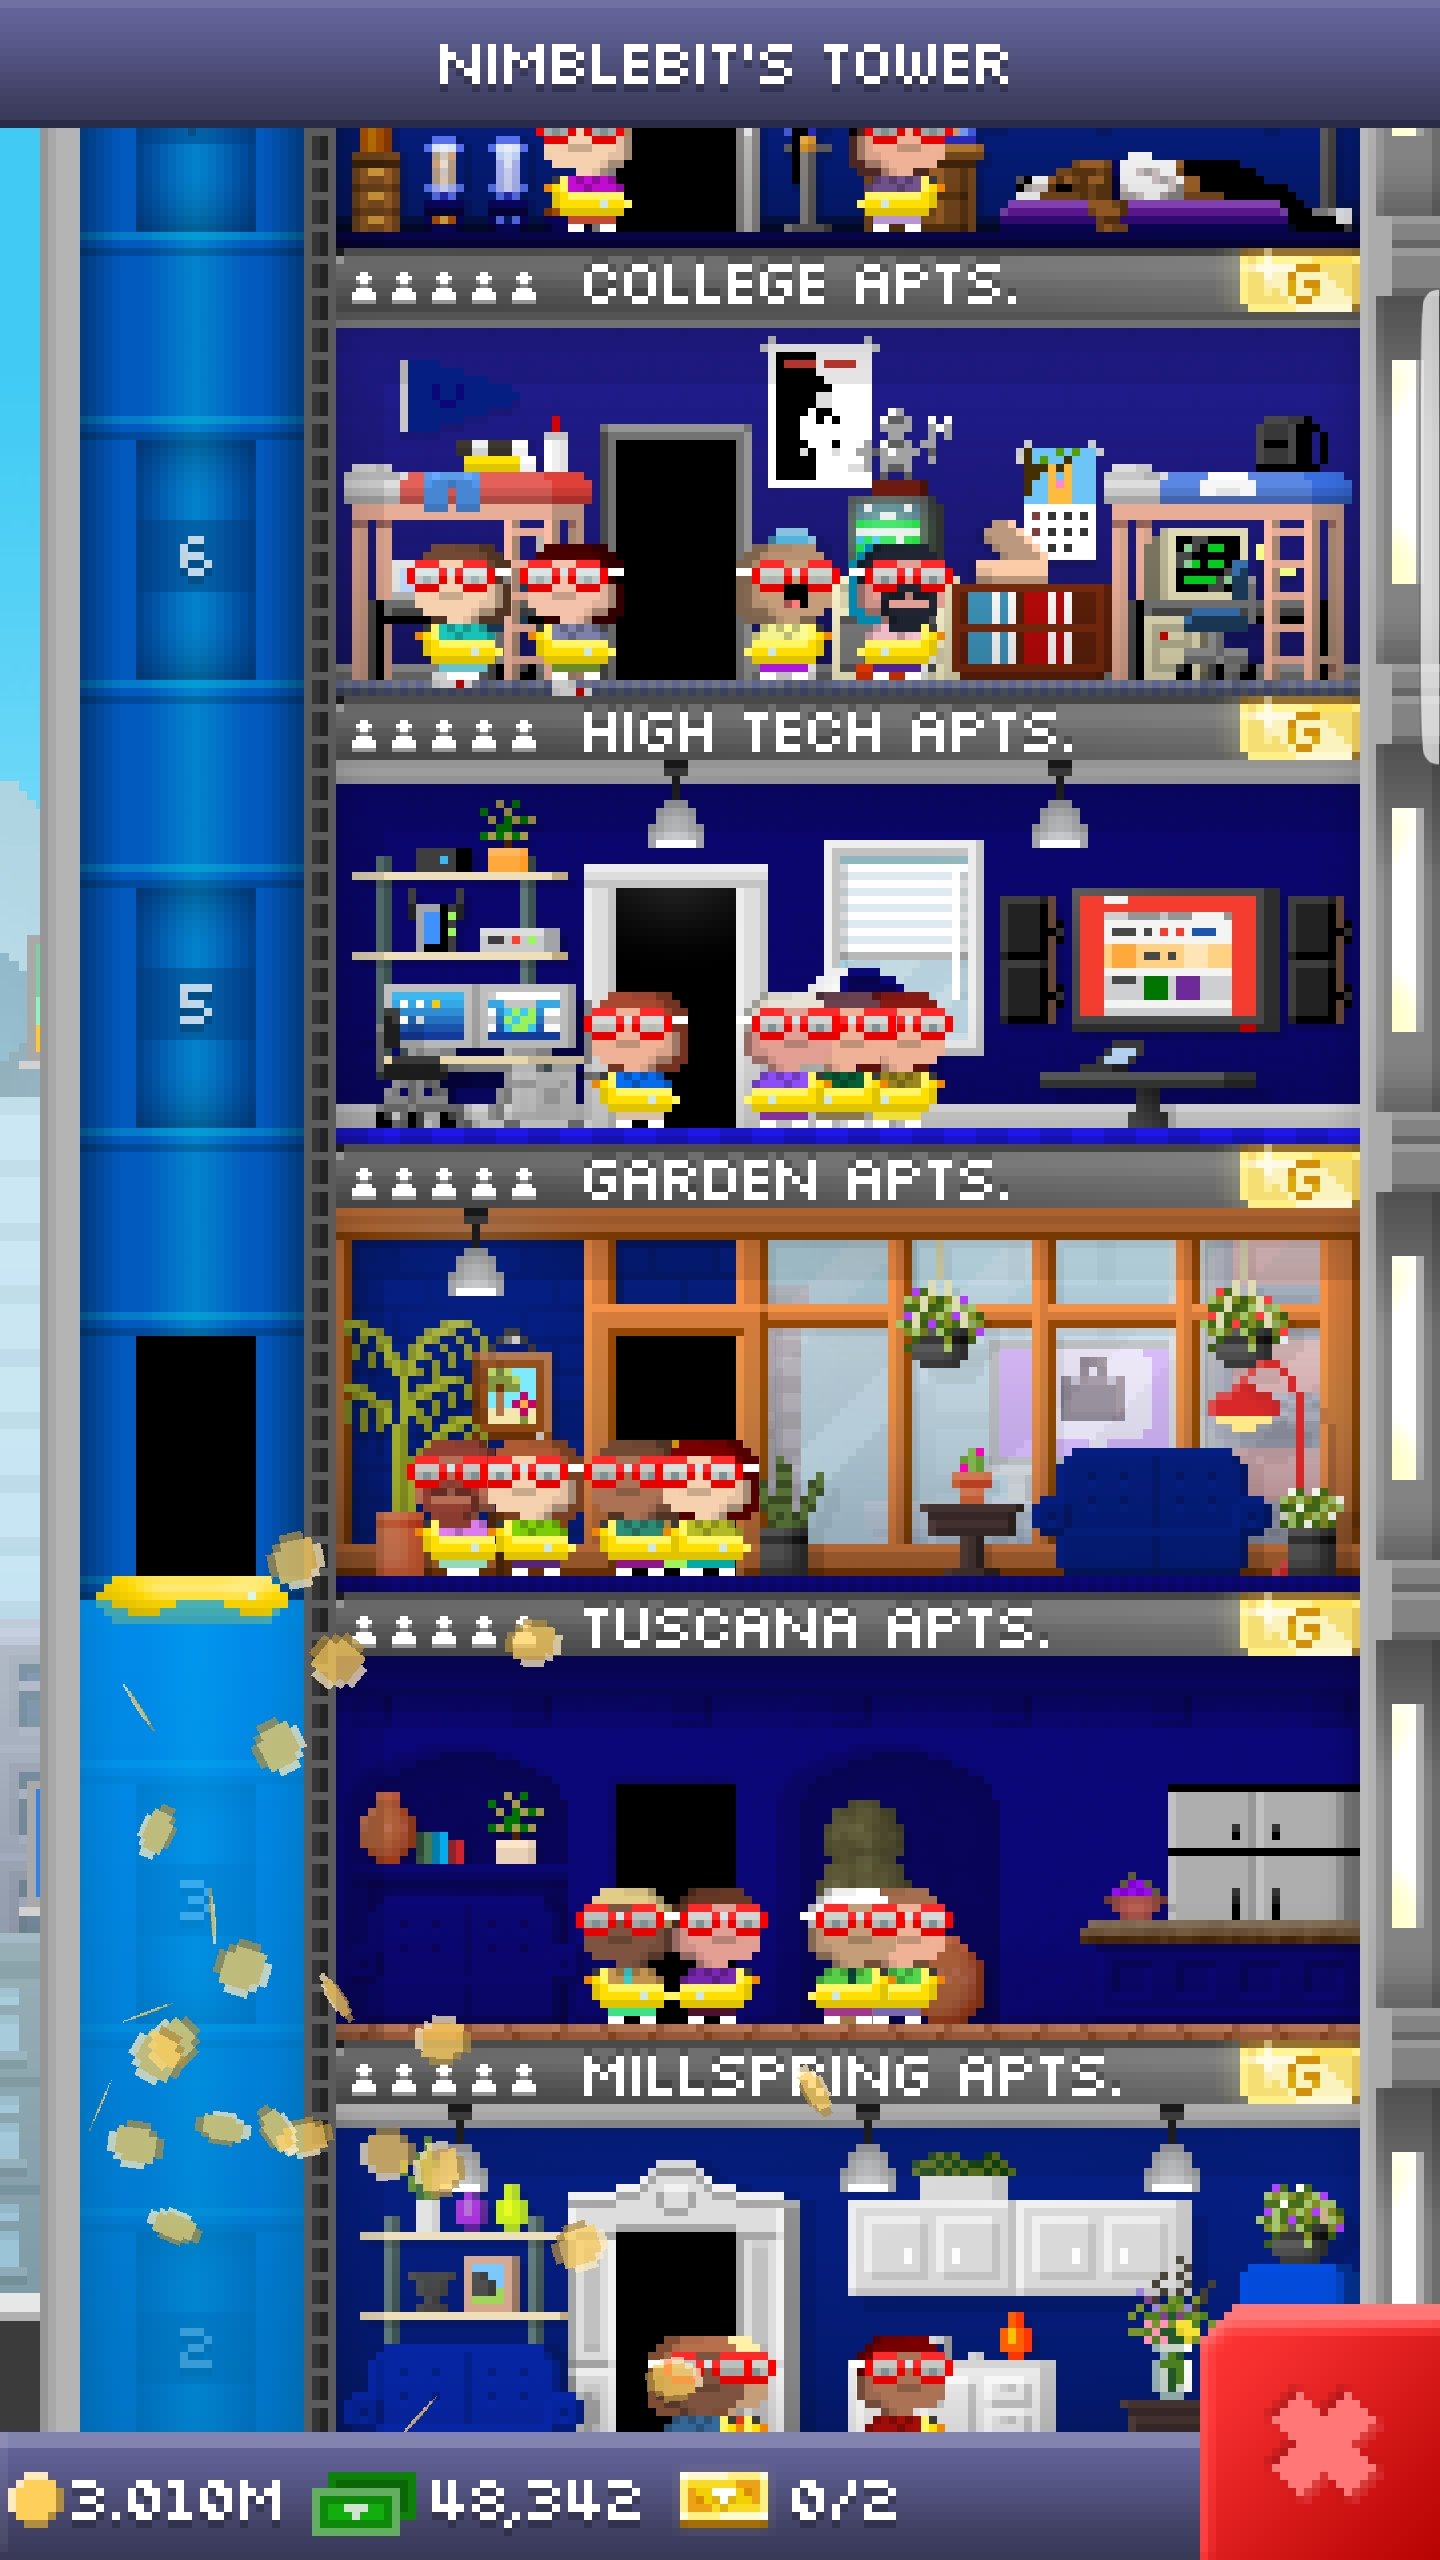 NIMBLEBIT'S TOWER
COLLEGE APTS. G
6
HIGH TECH APTS. G
5
GARDEN APTS. G
TUSCANA APTS. G
3
MILLSPRING APTS. G
2
3.010M 48,342 0/2